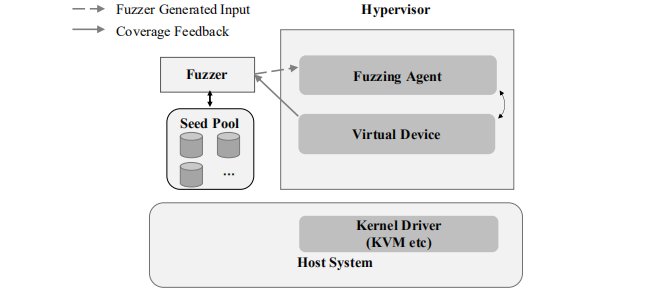 Fuzzer Generated Input
Coverage Feedback
Hypervisor
Fuzzer
Fuzzing Agent
Seed Pool
...
Virtual Device
Kernel Driver
(KVM etc)
Host System